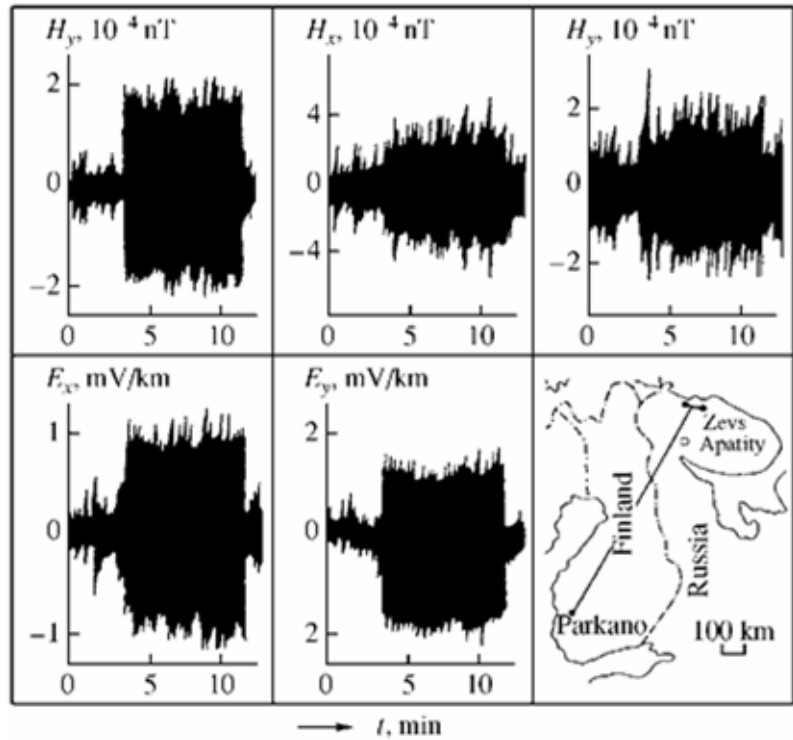 H_y, 10^-4 nT
2
0
−2
0 5 10
H_x, 10^-4 nT
4
0
−4
0 5 10
H_y, 10^-4 nT
2
0
−2
0 5 10
E_x, mV/km
1
0
−1
0 5 10
E_y, mV/km
2
0
2
0 5 10
Zevs
Apatity
Finland
Russia
Parkano
100 km
t, min